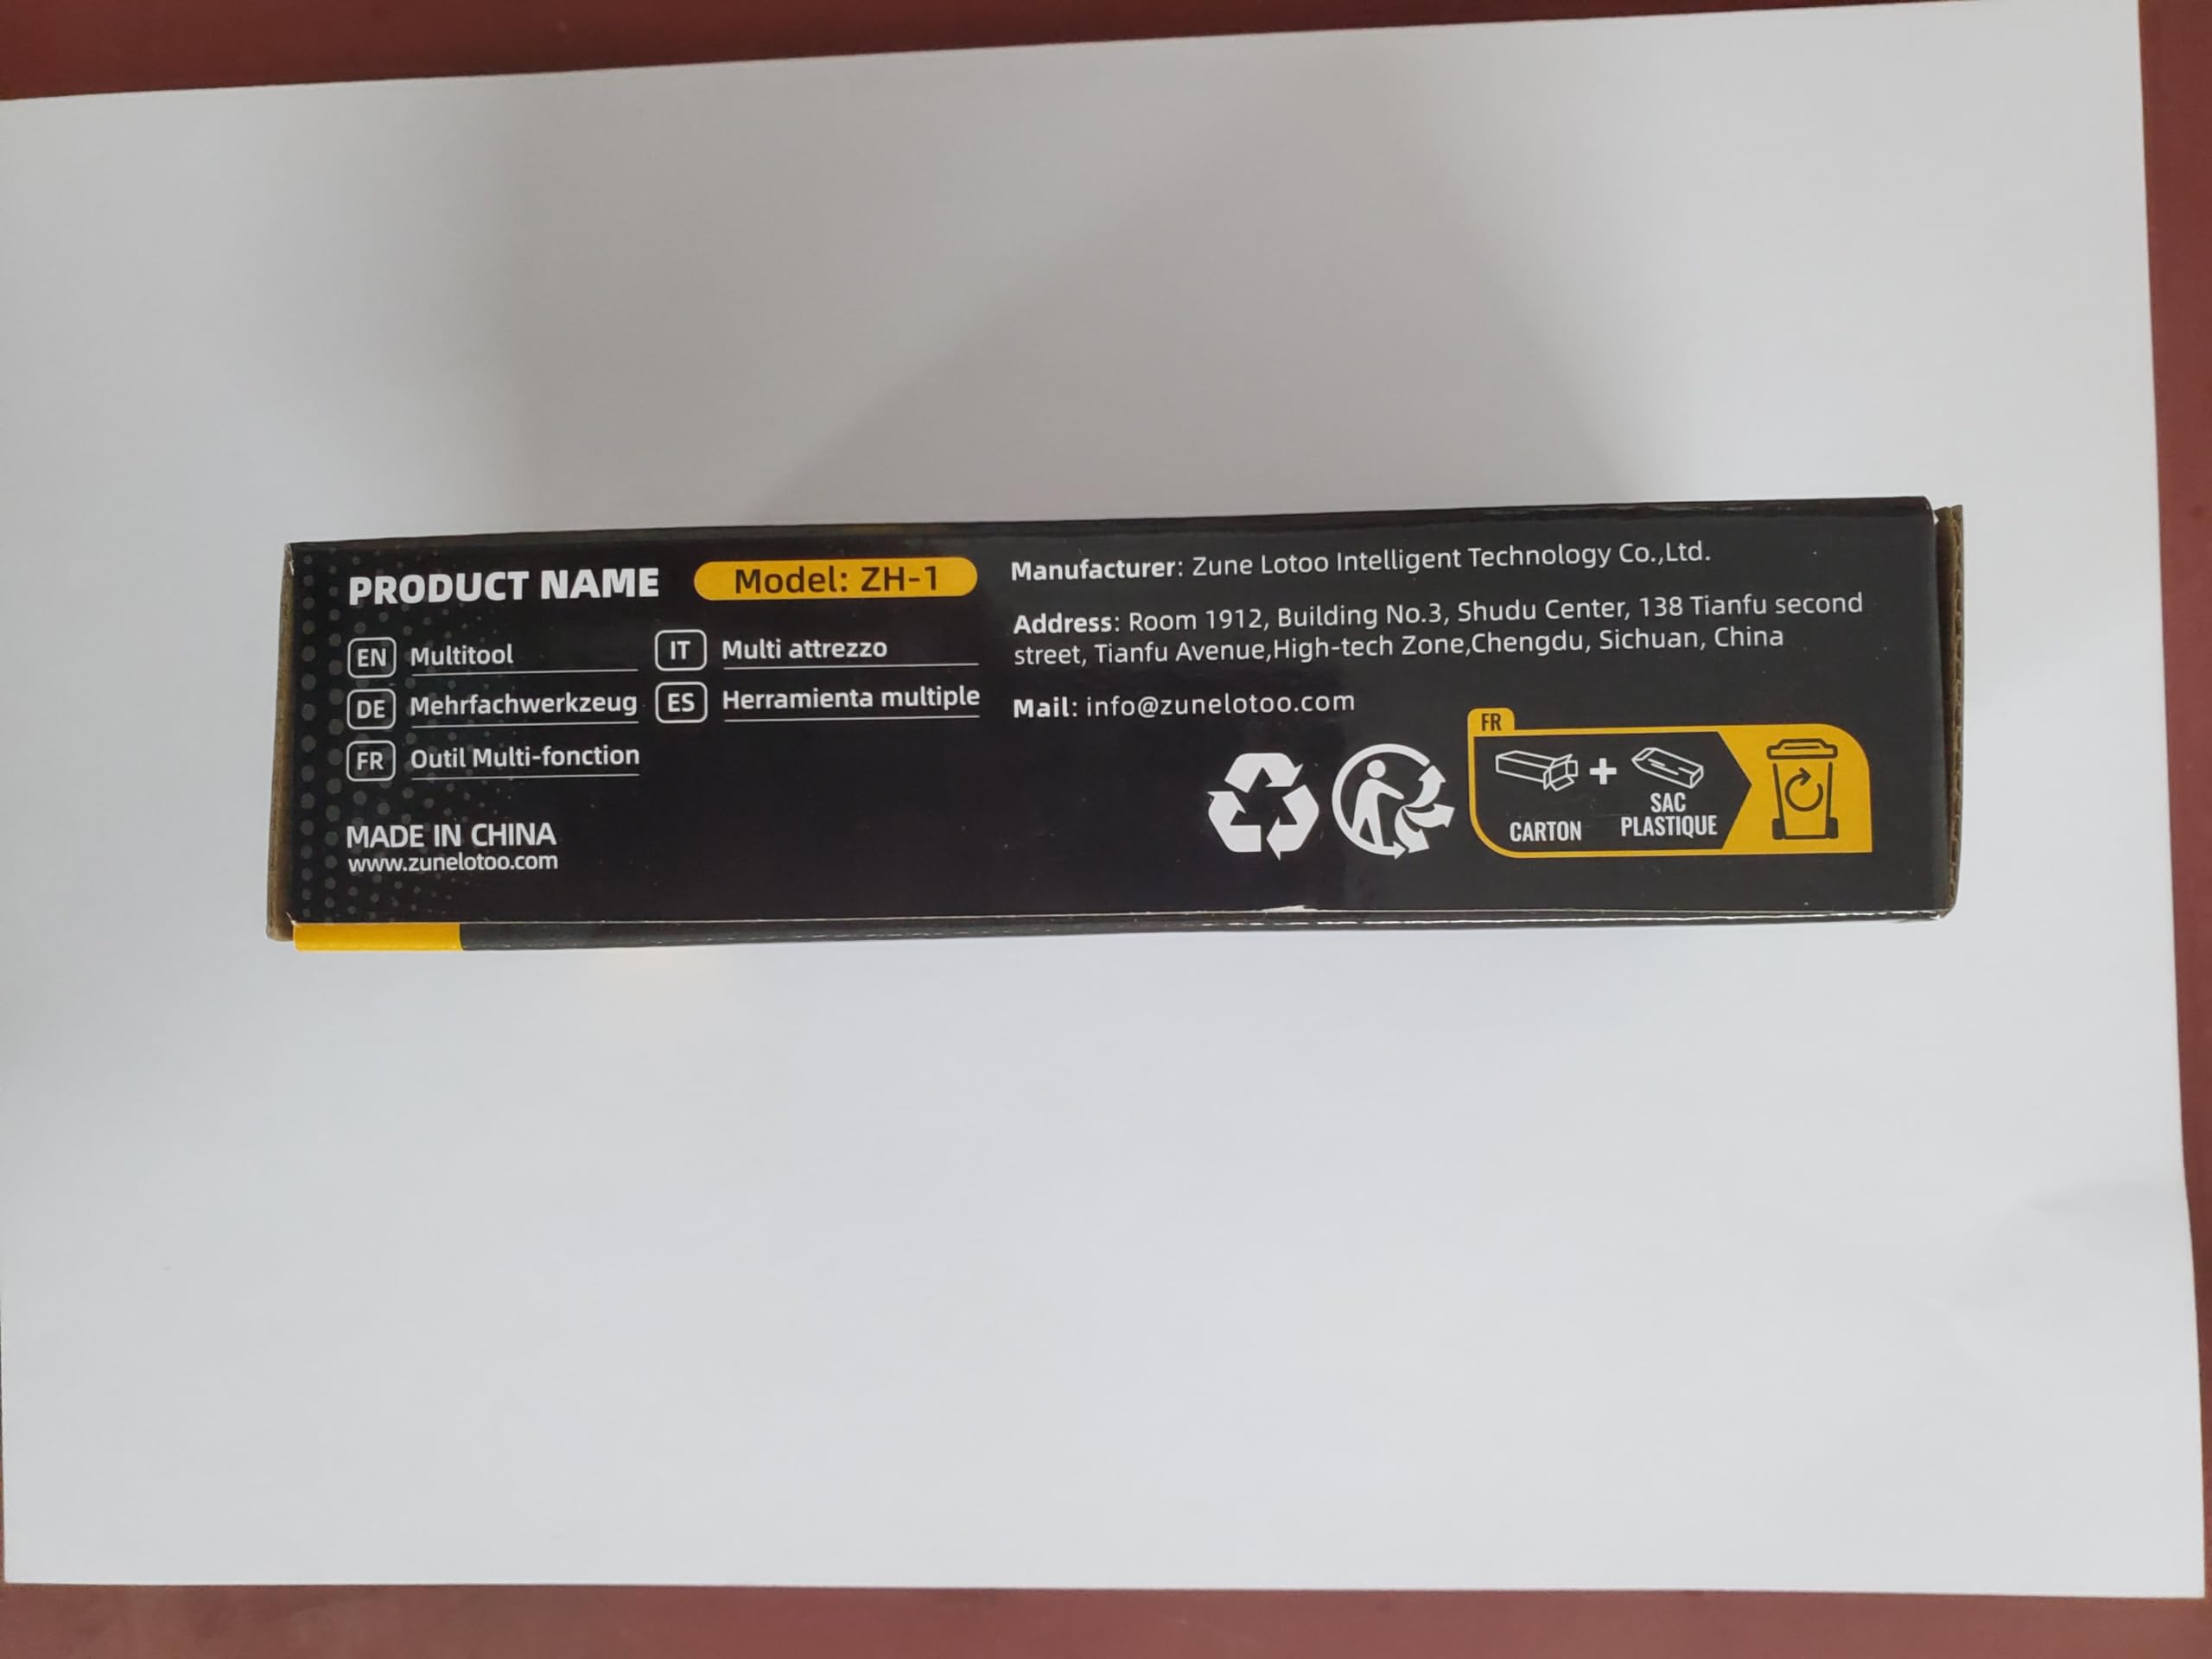 PRODUCT NAME
Model: ZH-1
EN Multitool
IT Multi attrezzo
DE Mehrfachwerkzeug
ES Herramienta multiple
FR Outil Multi-fonction
MADE IN CHINA
www.zunelotoo.com
Manufacturer: Zune Lotoo Intelligent Technology Co.,Ltd.
Address: Room 1912, Building No.3, Shudu Center, 138 Tianfu second
street, Tianfu Avenue,High-tech Zone,Chengdu, Sichuan, China
Mail: info@zunelotoo.com
FR
CARTON
+
SAC
PLASTIQUE